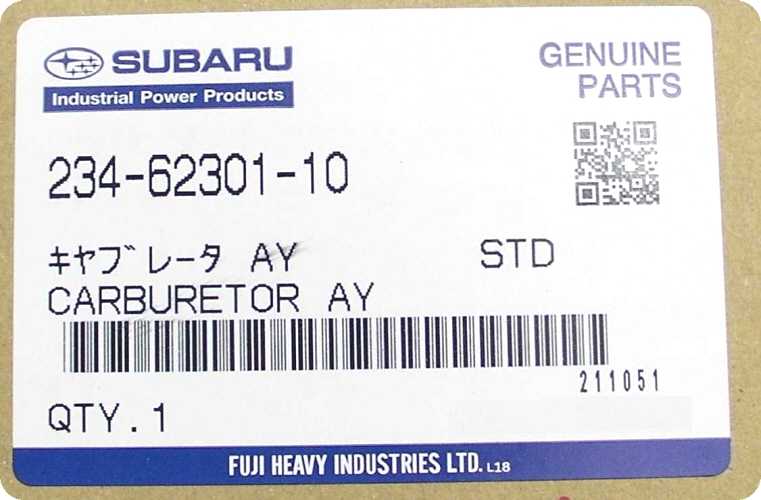 SUBARU
Industrial Power Products
GENUINE
PARTS
234-62301-10
キヤブレータ AY STD
CARBURETOR AY
211051
QTY.1
FUJI HEAVY INDUSTRIES LTD. L18